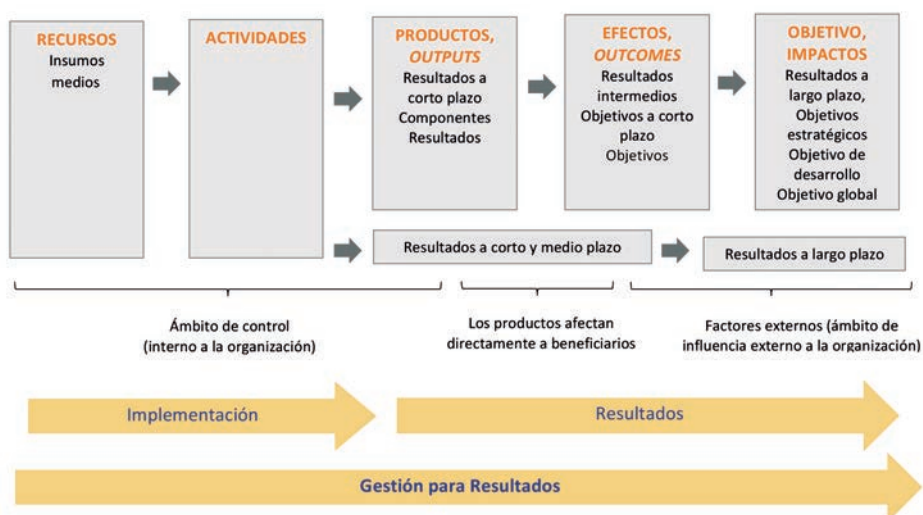 RECURSOS
Insumos
medios
ACTIVIDADES
PRODUCTOS,
OUTPUTS
Resultados a
corto plazo
Componentes
Resultados
EFECTOS,
OUTCOMES
Resultados
intermedios
Objetivos a corto
plazo
Objetivos
OBJETIVO,
IMPACTOS
Resultados a
largo plazo,
Objetivos
estratégicos
Objetivo de
desarrollo
Objetivo global
Resultados a corto y medio plazo
Resultados a largo plazo
Ámbito de control
(interno a la organización)
Los productos afectan
directamente a beneficiarios
Factores externos (ámbito de
influencia externo a la organización)
Implementación
Resultados
Gestión para Resultados